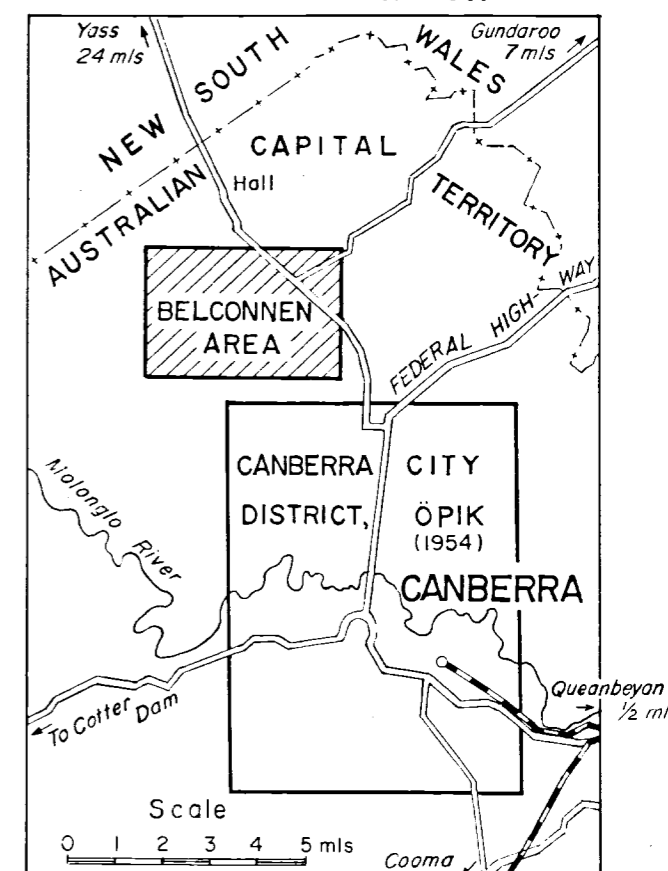 Yass
24 mls
Gundaroo
7 mls
NEW SOUTH WALES
AUSTRALIAN CAPITAL TERRITORY
Hall
BELCONNEN
AREA
FEDERAL HIGH-WAY
CANBERRA CITY
DISTRICT, ÖPIK
(1954)
Molonglo River
CANBERRA
Queanbeyan
½ ml
To Cotter Dam
Scale
0 1 2 3 4 5 mls
Cooma